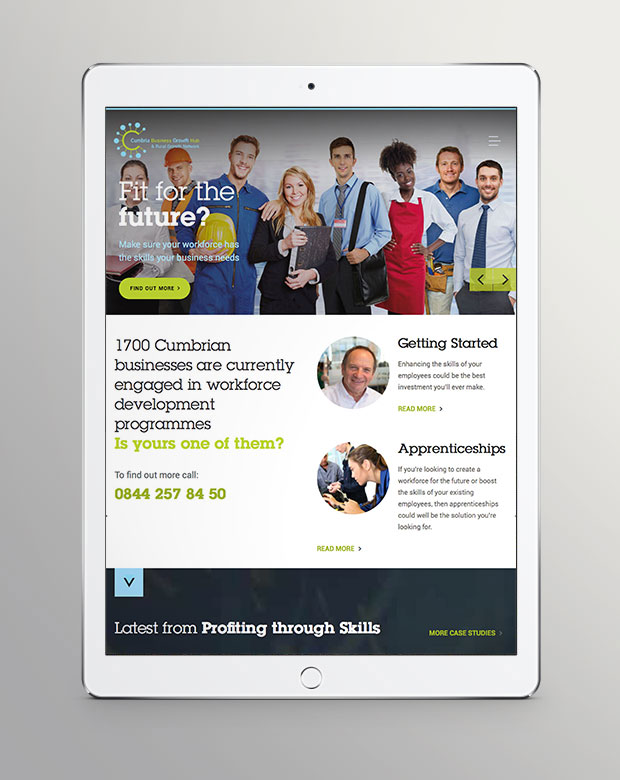 Cumbria Business Growth Hub
& Rural Growth Network
Fit for the
future?
Make sure your workforce has
the skills your business needs
FIND OUT MORE >
1700 Cumbrian
businesses are currently
engaged in workforce
development
programmes
Is yours one of them?
To find out more call:
0844 257 84 50
Getting Started
Enhancing the skills of your
employees could be the best
investment you'll ever make.
READ MORE >
Apprenticeships
If you're looking to create a
workforce for the future or boost
the skills of your existing
employees, then apprenticeships
could well be the solution you're
looking for.
READ MORE >
Latest from Profiting through Skills
MORE CASE STUDIES >